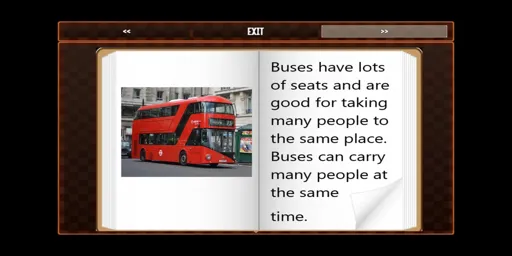 << EXIT >>
Buses have lots
of seats and are
good for taking
many people to
the same place.
Buses can carry
many people at
the same
time.